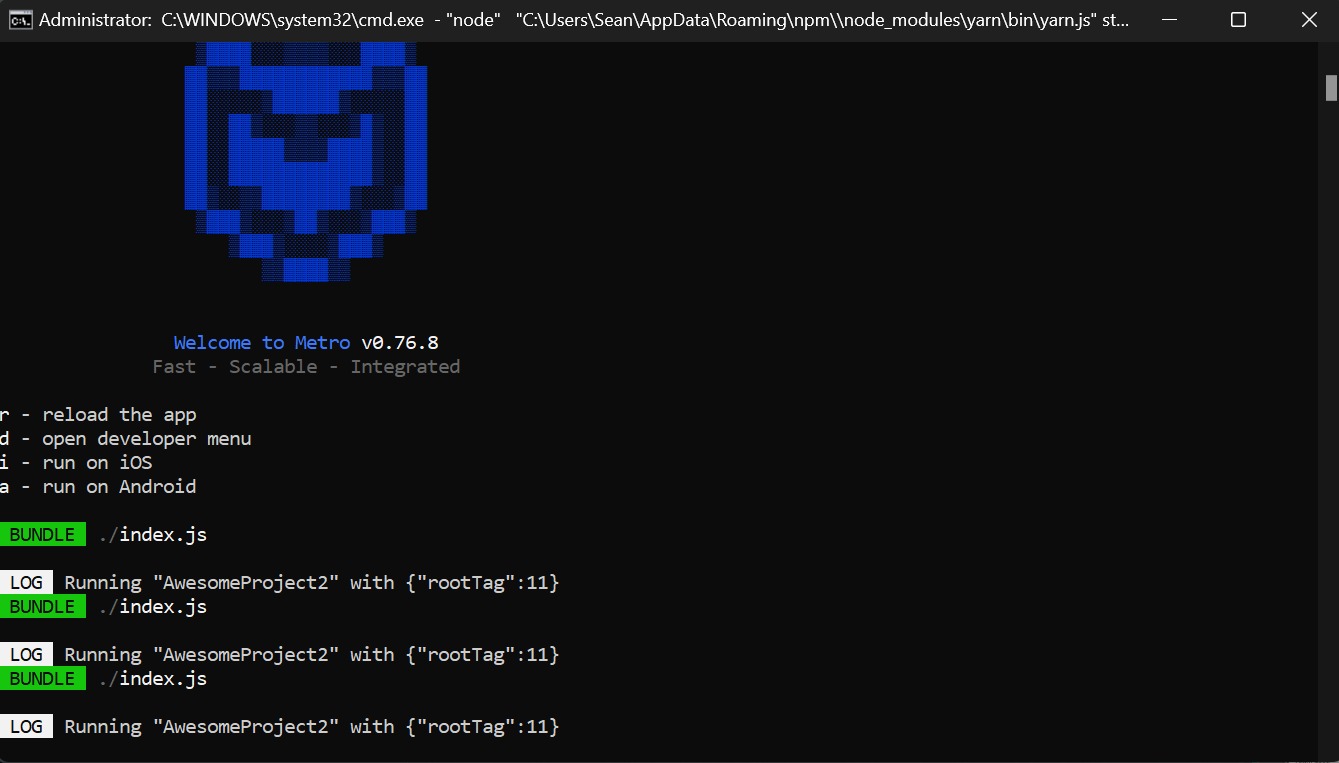 Administrator: C:\WINDOWS\system32\cmd.exe - "node" "C:\Users\Sean\AppData\Roaming\npm\\node_modules\yarn\bin\yarn.js" st...
Welcome to Metro v0.76.8
Fast - Scalable - Integrated
r - reload the app
d - open developer menu
i - run on iOS
a - run on Android
BUNDLE ./index.js
LOG Running "AwesomeProject2" with {"rootTag":11}
BUNDLE ./index.js
LOG Running "AwesomeProject2" with {"rootTag":11}
BUNDLE ./index.js
LOG Running "AwesomeProject2" with {"rootTag":11}